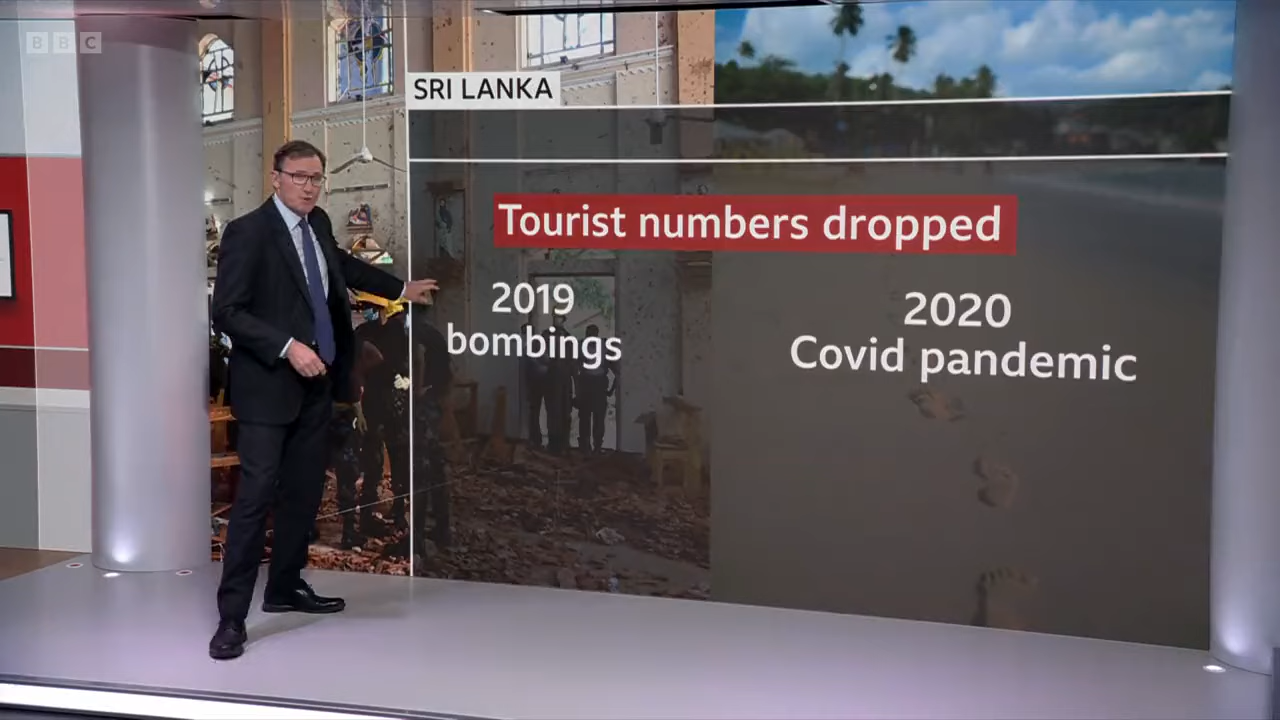 BBC
SRI LANKA
Tourist numbers dropped
2019
bombings
2020
Covid pandemic